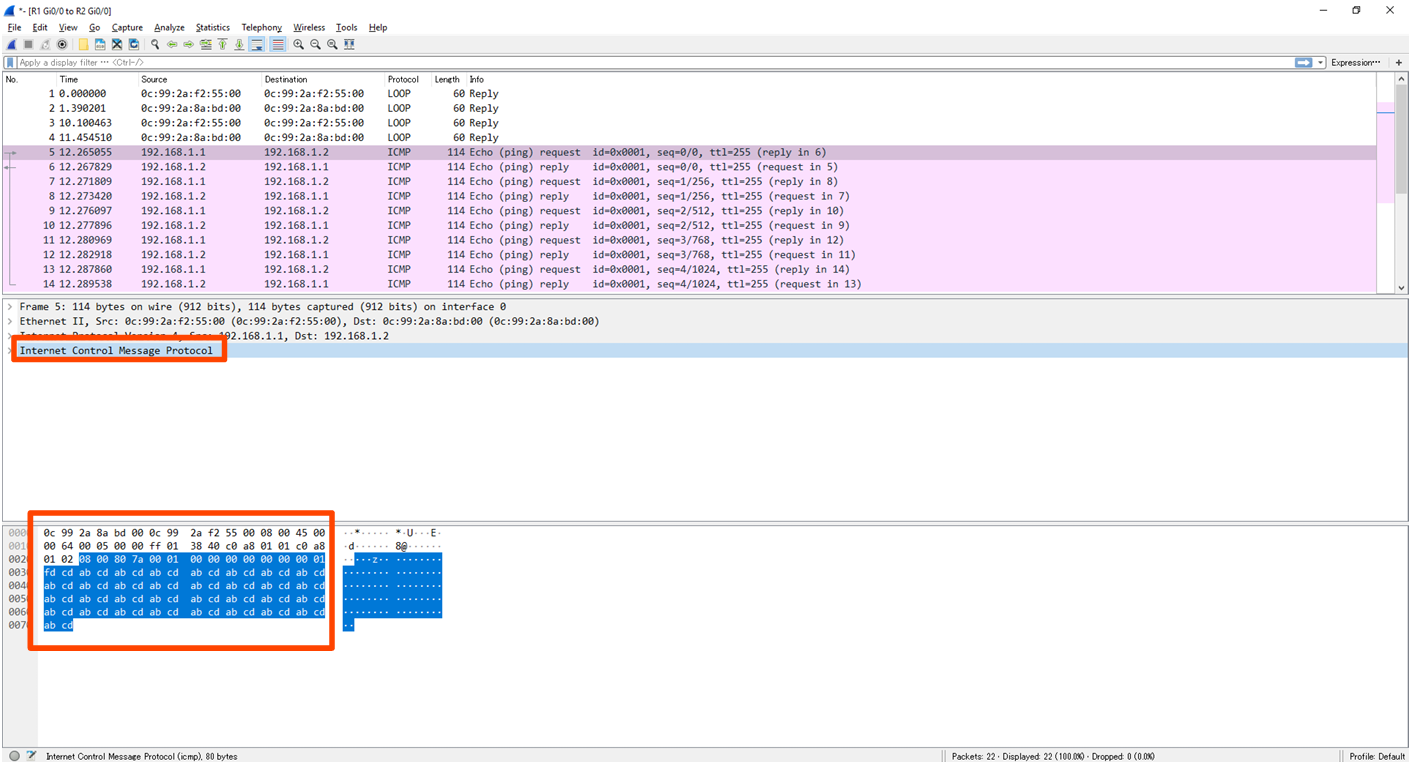 *- [R1 Gi0/0 to R2 Gi0/0]
File Edit View Go Capture Analyze Statistics Telephony Wireless Tools Help
Apply a display filter ⋯ <Ctrl-/> Expression⋯ +
No. Time Source Destination Protocol Length Info
1 0.000000 0c:99:2a:f2:55:00 0c:99:2a:f2:55:00 LOOP 60 Reply
2 1.390201 0c:99:2a:8a:bd:00 0c:99:2a:8a:bd:00 LOOP 60 Reply
3 10.100463 0c:99:2a:f2:55:00 0c:99:2a:f2:55:00 LOOP 60 Reply
4 11.454510 0c:99:2a:8a:bd:00 0c:99:2a:8a:bd:00 LOOP 60 Reply
5 12.265055 192.168.1.1 192.168.1.2 ICMP 114 Echo (ping) request id=0x0001, seq=0/0, ttl=255 (reply in 6)
6 12.267829 192.168.1.2 192.168.1.1 ICMP 114 Echo (ping) reply id=0x0001, seq=0/0, ttl=255 (request in 5)
7 12.271809 192.168.1.1 192.168.1.2 ICMP 114 Echo (ping) request id=0x0001, seq=1/256, ttl=255 (reply in 8)
8 12.273420 192.168.1.2 192.168.1.1 ICMP 114 Echo (ping) reply id=0x0001, seq=1/256, ttl=255 (request in 7)
9 12.276097 192.168.1.1 192.168.1.2 ICMP 114 Echo (ping) request id=0x0001, seq=2/512, ttl=255 (reply in 10)
10 12.277896 192.168.1.2 192.168.1.1 ICMP 114 Echo (ping) reply id=0x0001, seq=2/512, ttl=255 (request in 9)
11 12.280969 192.168.1.1 192.168.1.2 ICMP 114 Echo (ping) request id=0x0001, seq=3/768, ttl=255 (reply in 12)
12 12.282918 192.168.1.2 192.168.1.1 ICMP 114 Echo (ping) reply id=0x0001, seq=3/768, ttl=255 (request in 11)
13 12.287860 192.168.1.1 192.168.1.2 ICMP 114 Echo (ping) request id=0x0001, seq=4/1024, ttl=255 (reply in 14)
14 12.289538 192.168.1.2 192.168.1.1 ICMP 114 Echo (ping) reply id=0x0001, seq=4/1024, ttl=255 (request in 13)
Frame 5: 114 bytes on wire (912 bits), 114 bytes captured (912 bits) on interface 0
Ethernet II, Src: 0c:99:2a:f2:55:00 (0c:99:2a:f2:55:00), Dst: 0c:99:2a:8a:bd:00 (0c:99:2a:8a:bd:00)
Internet Protocol Version 4, Src: 192.168.1.1, Dst: 192.168.1.2
Internet Control Message Protocol
0000 0c 99 2a 8a bd 00 0c 99 2a f2 55 00 08 00 45 00 ··*····· *·U···E·
0010 00 64 00 05 00 00 ff 01 38 40 c0 a8 01 01 c0 a8 ·d······ 8@······
0020 01 02 08 00 80 7a 00 01 00 00 00 00 00 00 00 01 ·····z·· ········
0030 fd cd ab cd ab cd ab cd ab cd ab cd ab cd ab cd ········ ········
0040 ab cd ab cd ab cd ab cd ab cd ab cd ab cd ab cd ········ ········
0050 ab cd ab cd ab cd ab cd ab cd ab cd ab cd ab cd ········ ········
0060 ab cd ab cd ab cd ab cd ab cd ab cd ab cd ab cd ········ ········
0070 ab cd ··
Internet Control Message Protocol (icmp), 80 bytes Packets: 22 · Displayed: 22 (100.0%) · Dropped: 0 (0.0%) Profile: Default